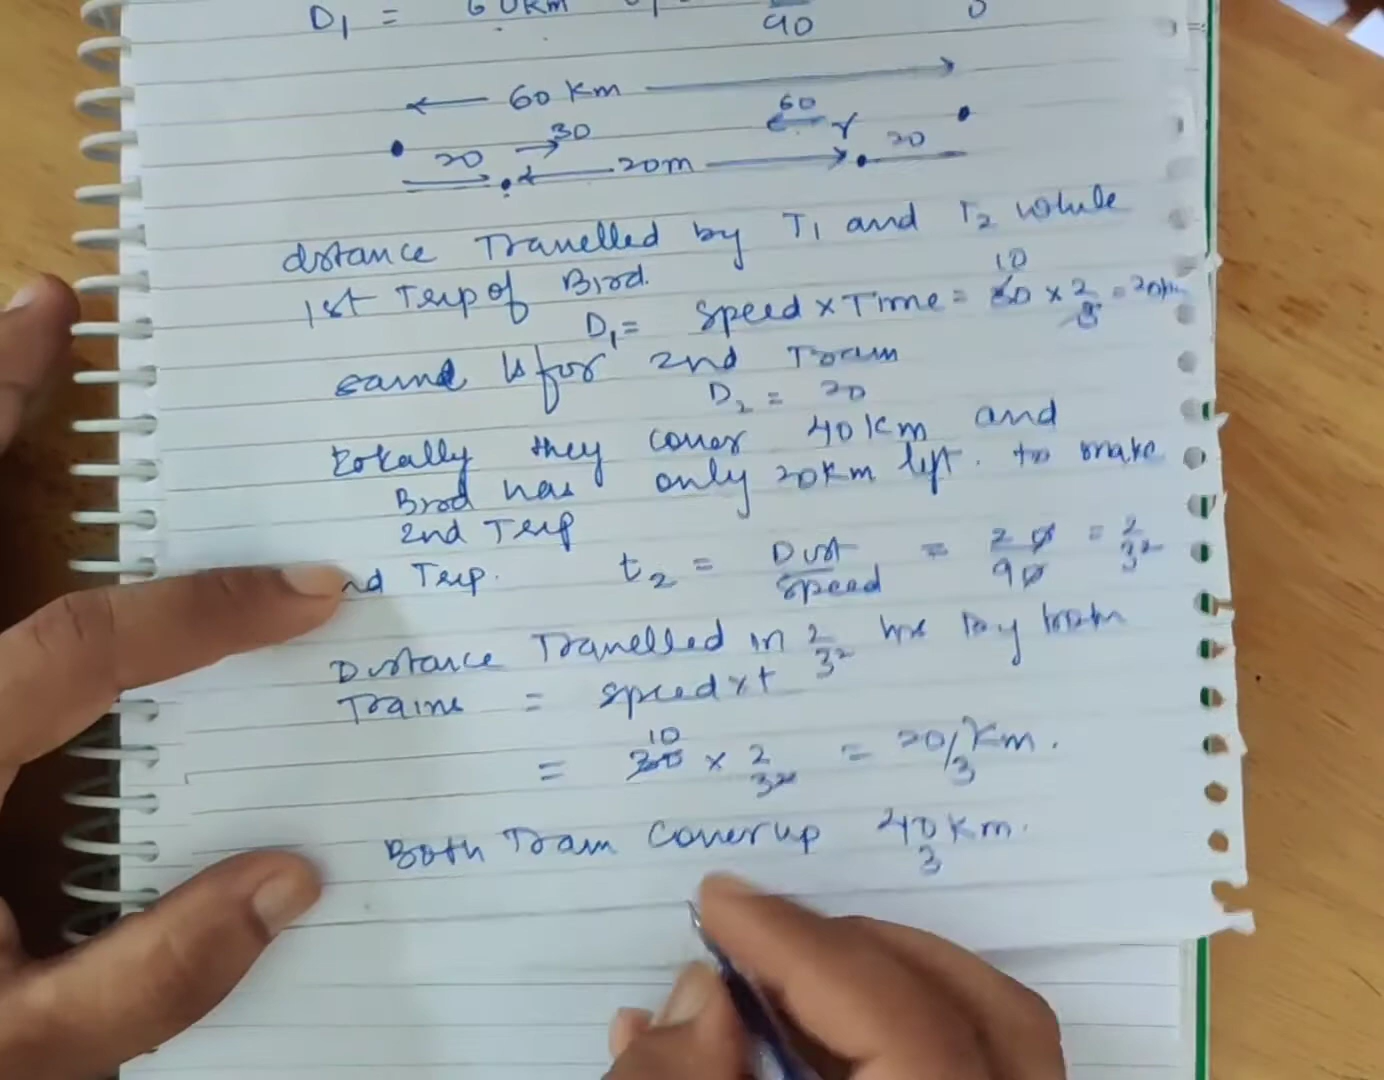 D1 = 60km
90
60 Km
60
30
20
20
20m
distance Travelled by T1 and T2 while
1st Trip of Bird.
10
D1 = Speed x Time = 30 x 2/3 = 20km
same is for 2nd Train
D2 = 20
totally they cover 40km and
Bird has only 20km left. to make
2nd Trip
nd Trip. t2 = Dist/Speed = 20/90 = 2/3²
Distance Travelled in 2/3² hrs by both
Trains = speed x t
10
= 30 x 2/3² = 20/3 Km.
Both Train Cover up 40/3 km.